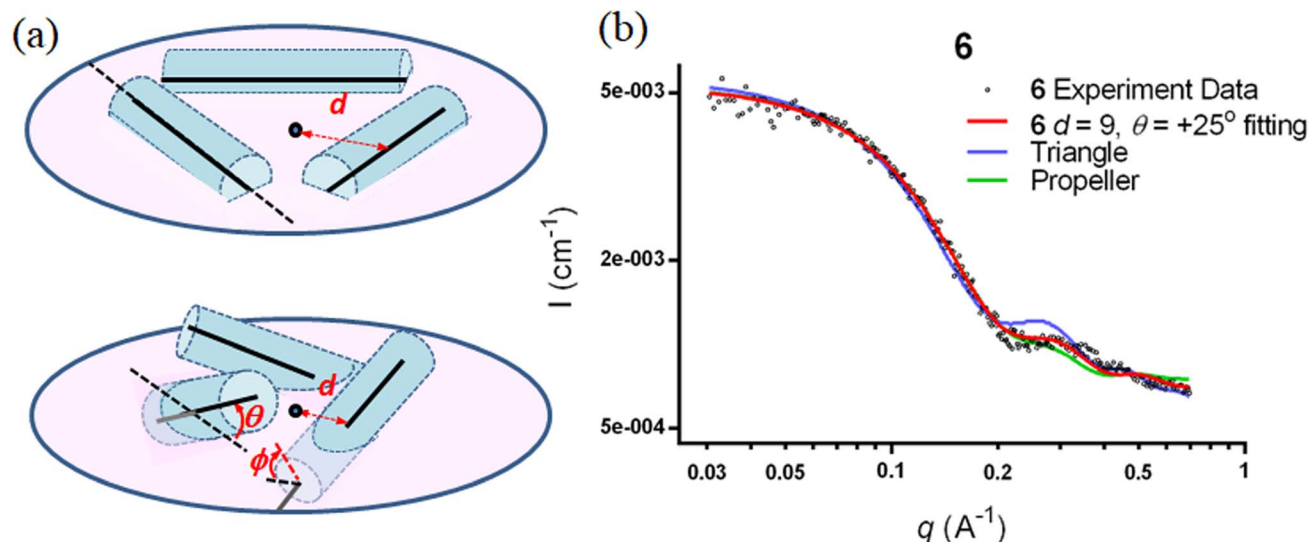 (a)
d
d
θ
ϕ
(b)
6
6 Experiment Data
6 d = 9, θ = +25° fitting
Triangle
Propeller
I (cm⁻¹)
5e-003
2e-003
5e-004
0.03 0.05 0.1 0.2 0.5 1
q (A⁻¹)